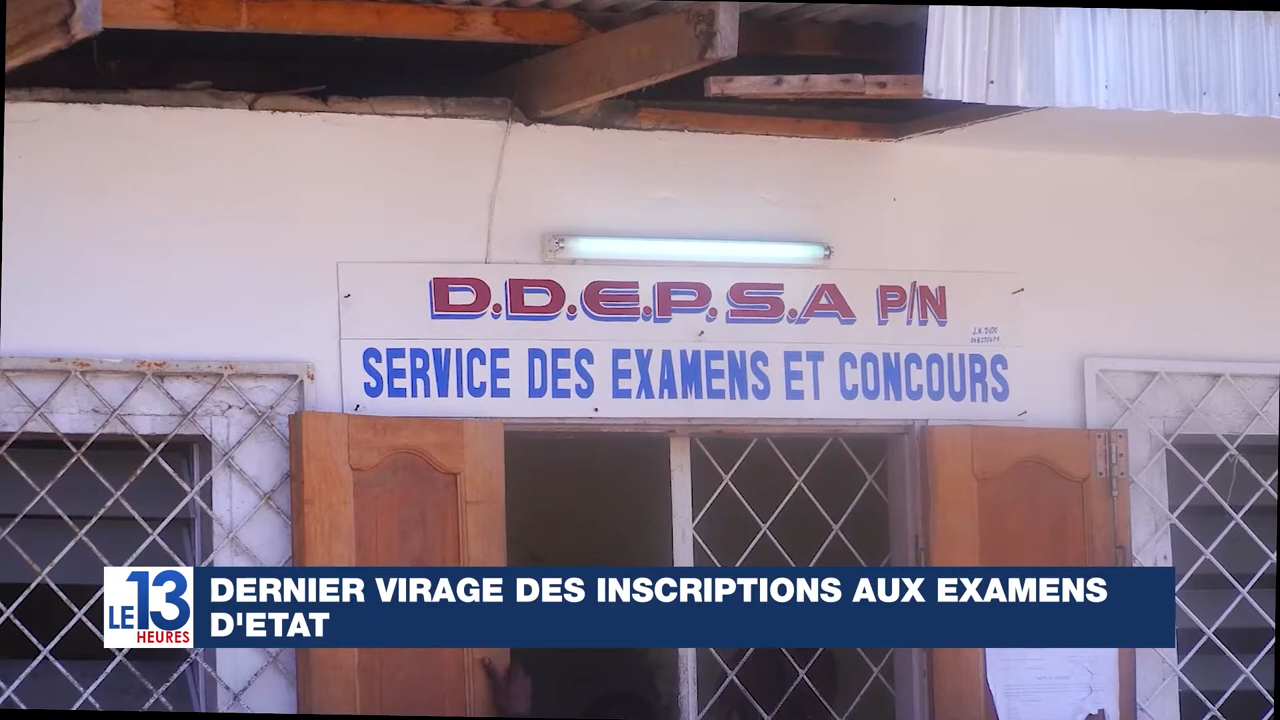 D.D.E.P.S.A P/N
SERVICE DES EXAMENS ET CONCOURS
LE 13 HEURES
DERNIER VIRAGE DES INSCRIPTIONS AUX EXAMENS
D'ETAT